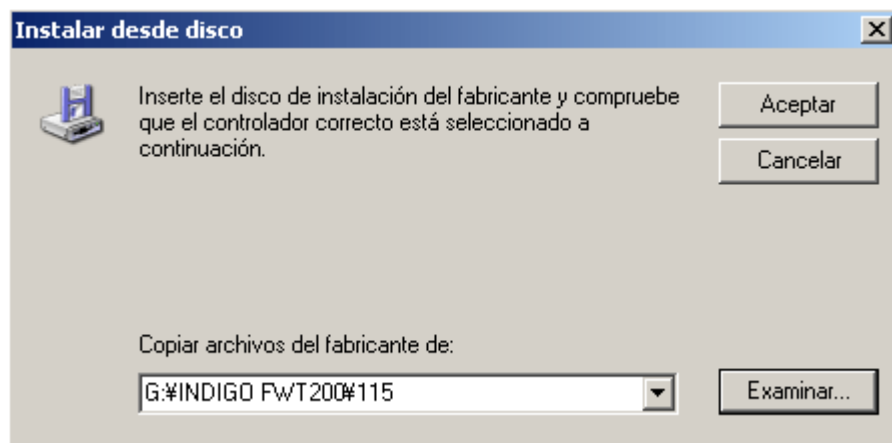 Instalar desde disco
Inserte el disco de instalación del fabricante y compruebe
que el controlador correcto está seleccionado a
continuación.
Aceptar
Cancelar
Copiar archivos del fabricante de:
G:¥INDIGO FWT200¥115
Examinar...